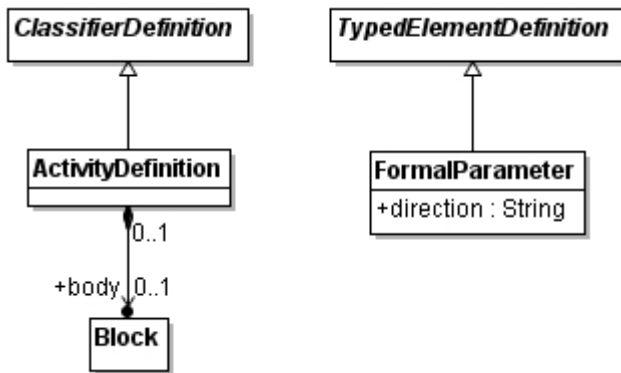 ClassifierDefinition
TypedElementDefinition
ActivityDefinition
FormalParameter
+direction : String
0..1
+body 0..1
Block